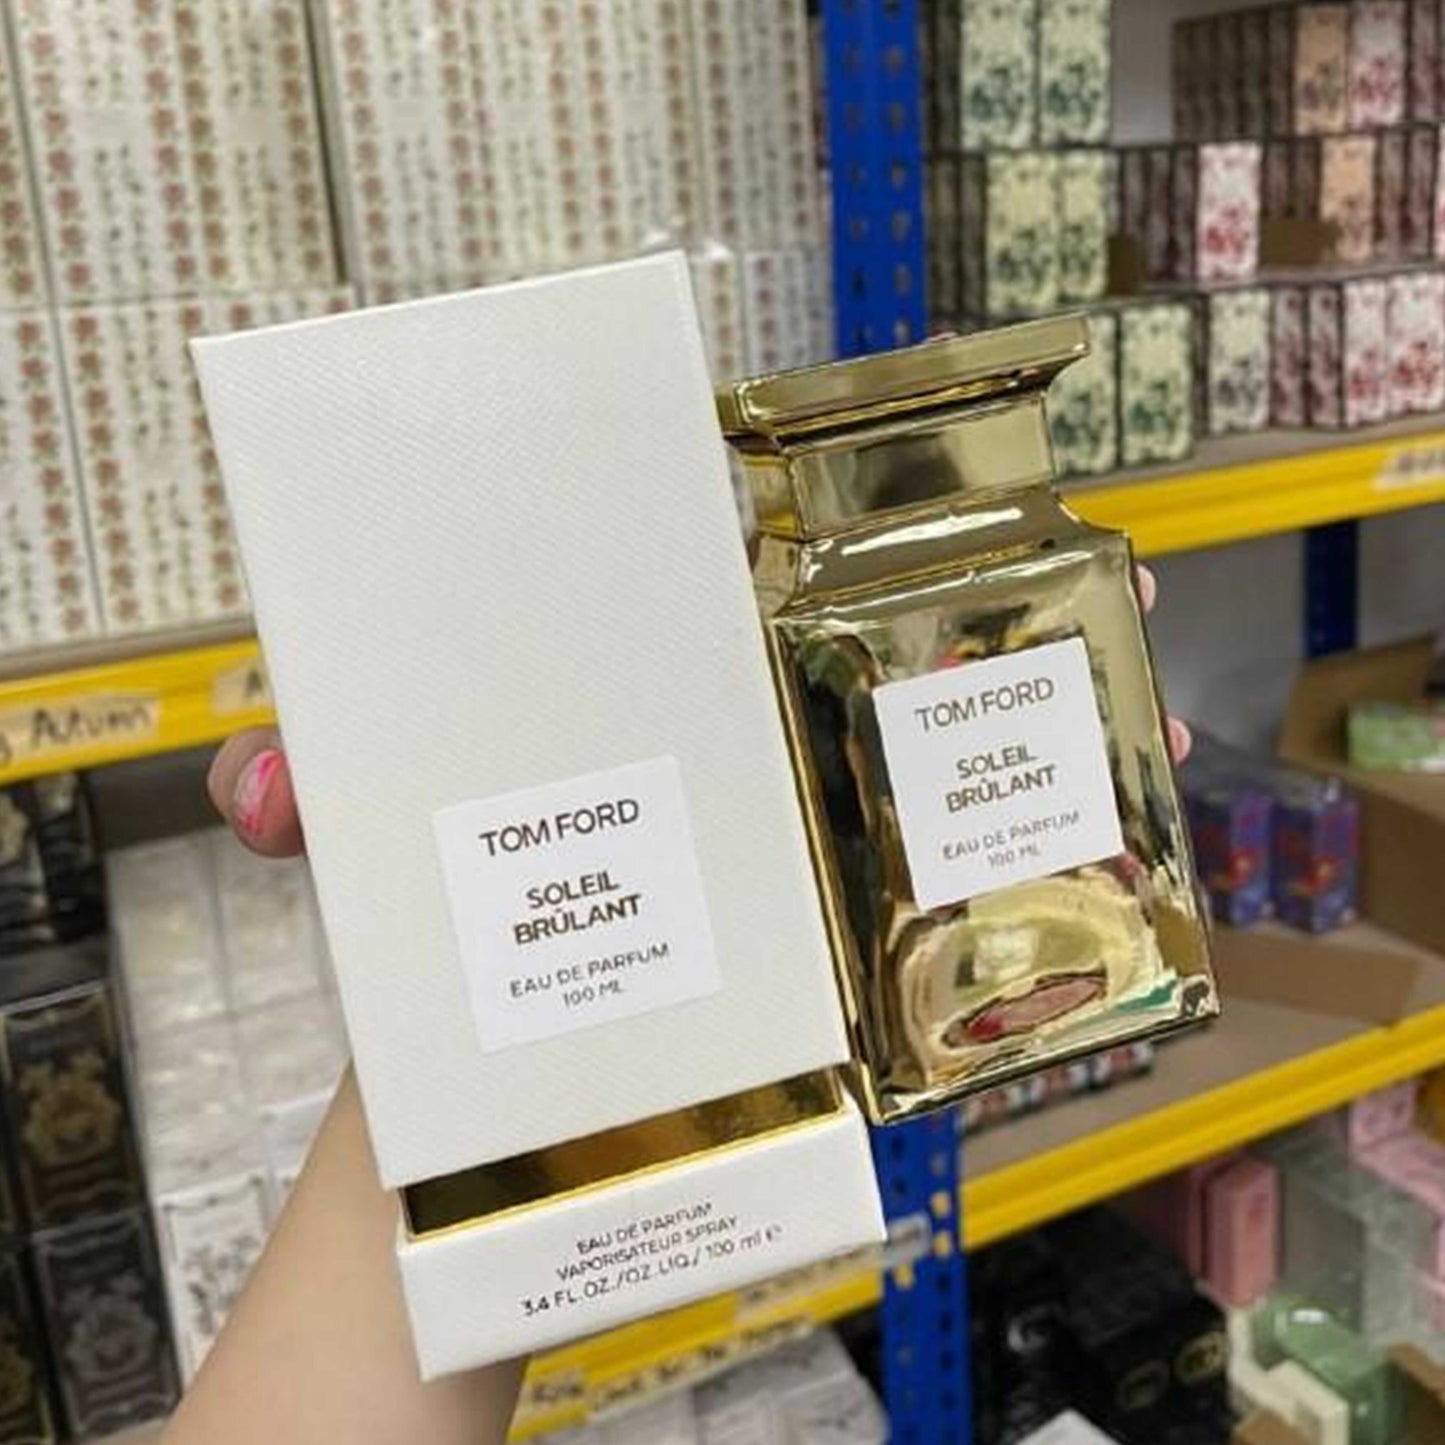 TOM FORD
SOLEIL
BRÛLANT
EAU DE PARFUM
100 ML
EAU DE PARFUM
VAPORISATEUR SPRAY
3.4 FL.OZ./OZ.LIQ/100 ml e
TOM FORD
SOLEIL
BRÛLANT
EAU DE PARFUM
100 ML
Autumn